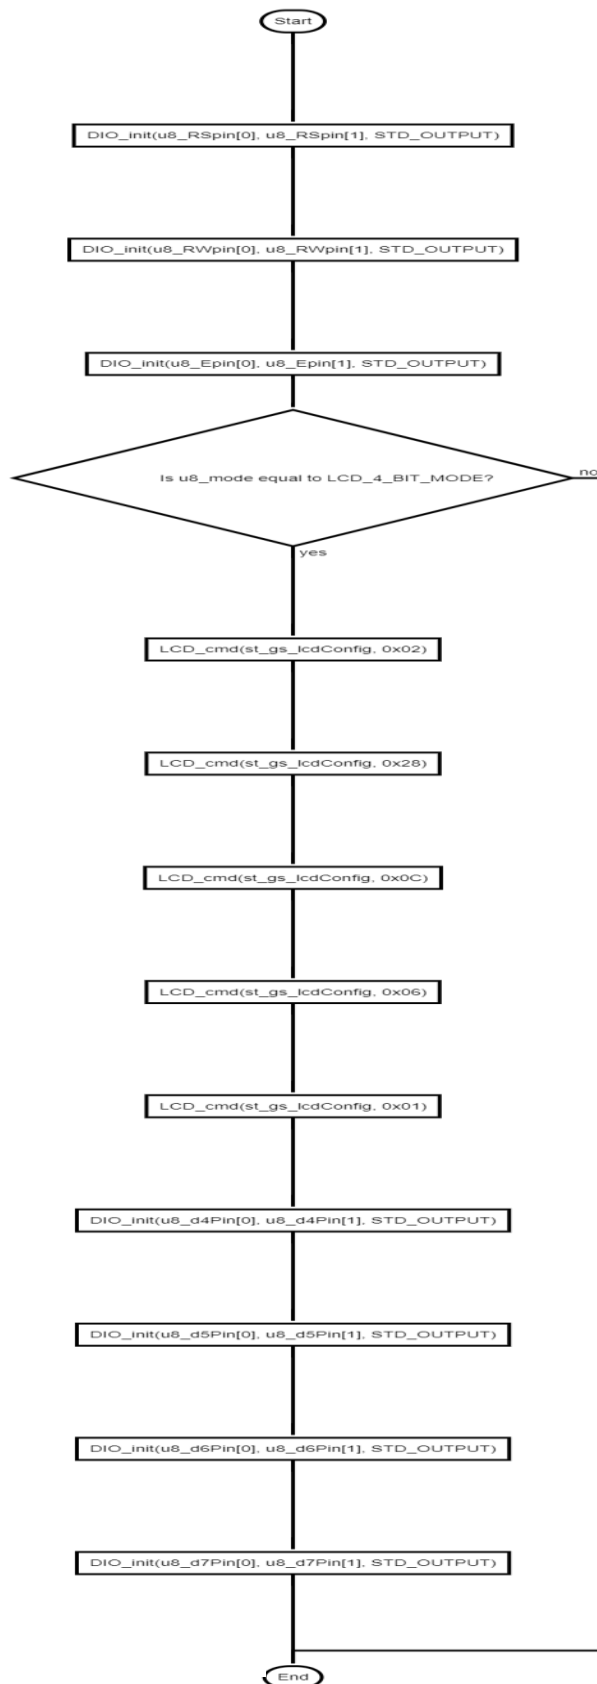 Start
DIO_init(u8_RSpin[0], u8_RSpin[1], STD_OUTPUT)
DIO_init(u8_RWpin[0], u8_RWpin[1], STD_OUTPUT)
DIO_init(u8_Epin[0], u8_Epin[1], STD_OUTPUT)
Is u8_mode equal to LCD_4_BIT_MODE?
no
yes
LCD_cmd(st_gs_lcdConfig, 0x02)
LCD_cmd(st_gs_lcdConfig, 0x28)
LCD_cmd(st_gs_lcdConfig, 0x0C)
LCD_cmd(st_gs_lcdConfig, 0x06)
LCD_cmd(st_gs_lcdConfig, 0x01)
DIO_init(u8_d4Pin[0], u8_d4Pin[1], STD_OUTPUT)
DIO_init(u8_d5Pin[0], u8_d5Pin[1], STD_OUTPUT)
DIO_init(u8_d6Pin[0], u8_d6Pin[1], STD_OUTPUT)
DIO_init(u8_d7Pin[0], u8_d7Pin[1], STD_OUTPUT)
End